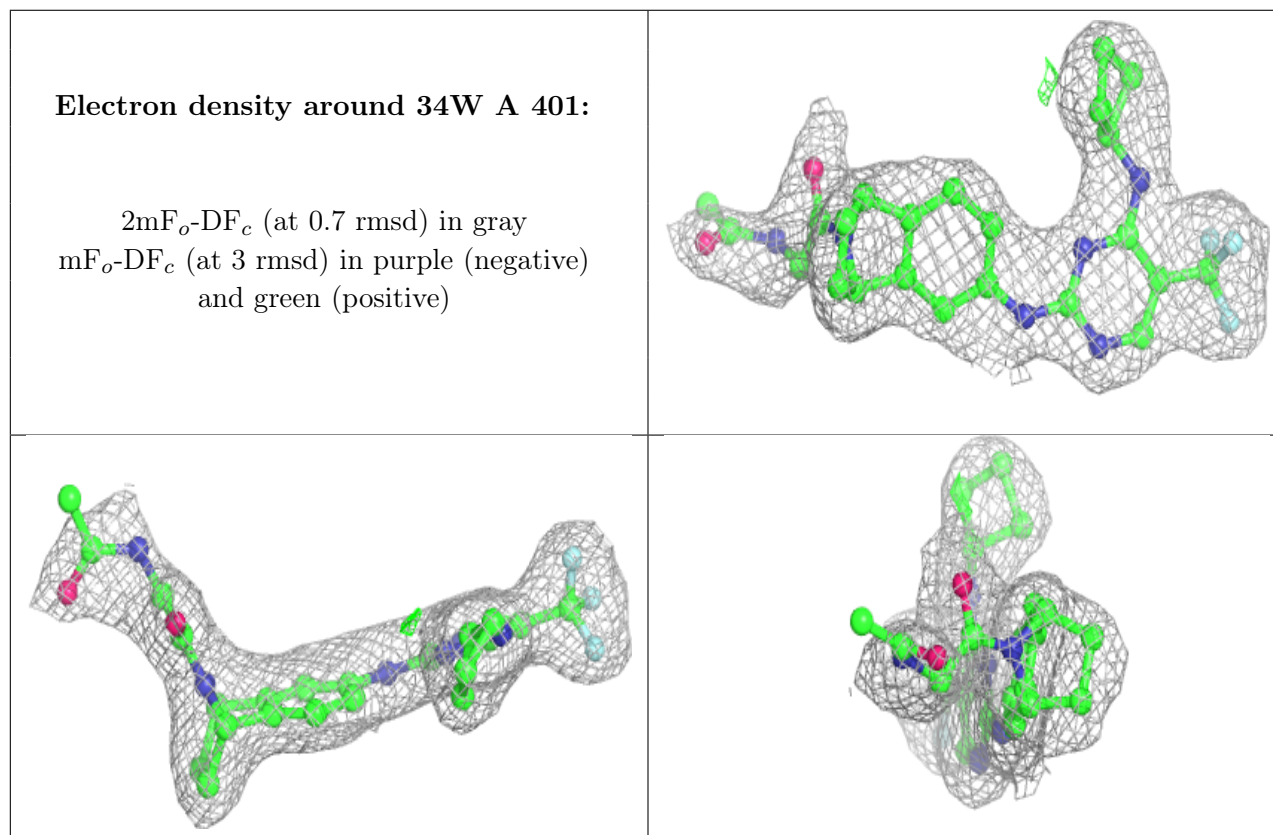 Electron density around 34W A 401:
2mFo-DFc (at 0.7 rmsd) in gray
mFo-DFc (at 3 rmsd) in purple (negative)
and green (positive)